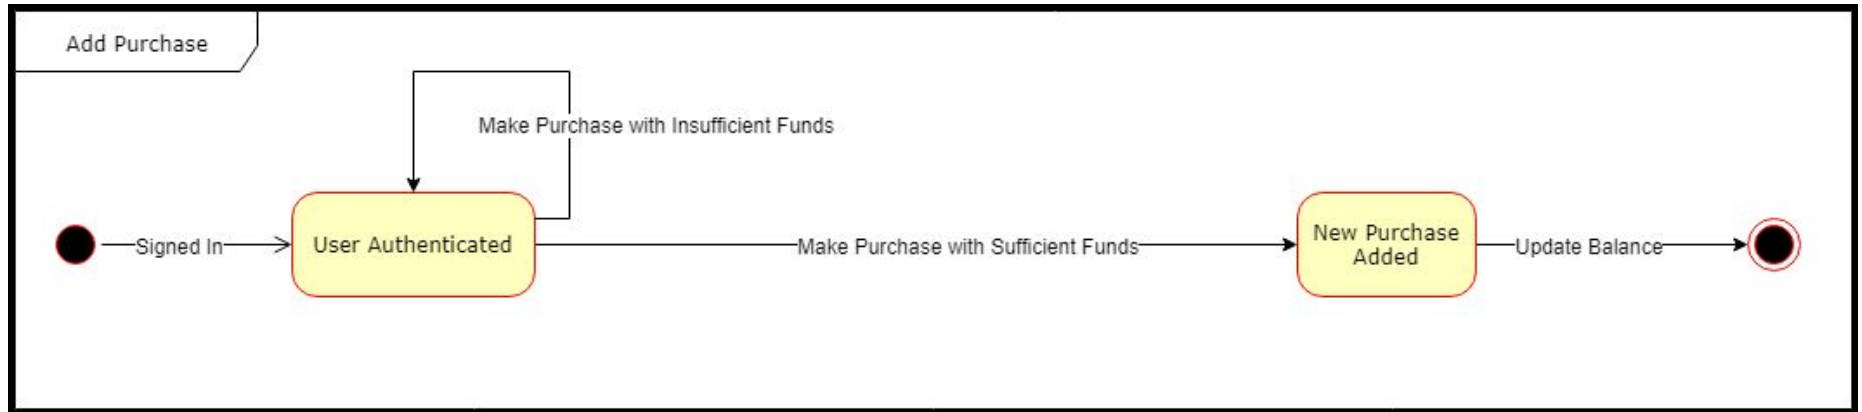 Add Purchase
Make Purchase with Insufficient Funds
Signed In
User Authenticated
Make Purchase with Sufficient Funds
New Purchase
Added
Update Balance